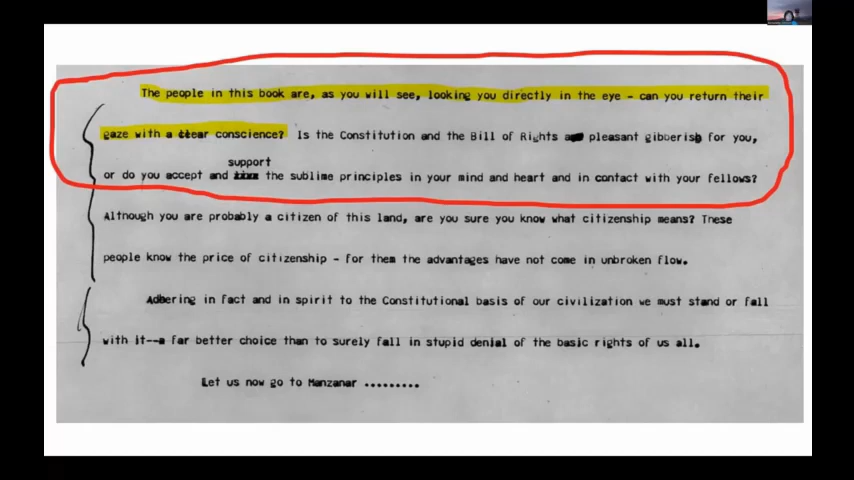 The people in this book are, as you will see, looking you directly in the eye - can you return their
gaze with a clear conscience? Is the Constitution and the Bill of Rights pleasant gibberish for you,
support
or do you accept and the sublime principles in your mind and heart and in contact with your fellows?
Although you are probably a citizen of this land, are you sure you know what citizenship means? These
people know the price of citizenship - for them the advantages have not come in unbroken flow.
Adhering in fact and in spirit to the Constitutional basis of our civilization we must stand or fall
with it--a far better choice than to surely fall in stupid denial of the basic rights of us all.
Let us now go to Manzanar .........